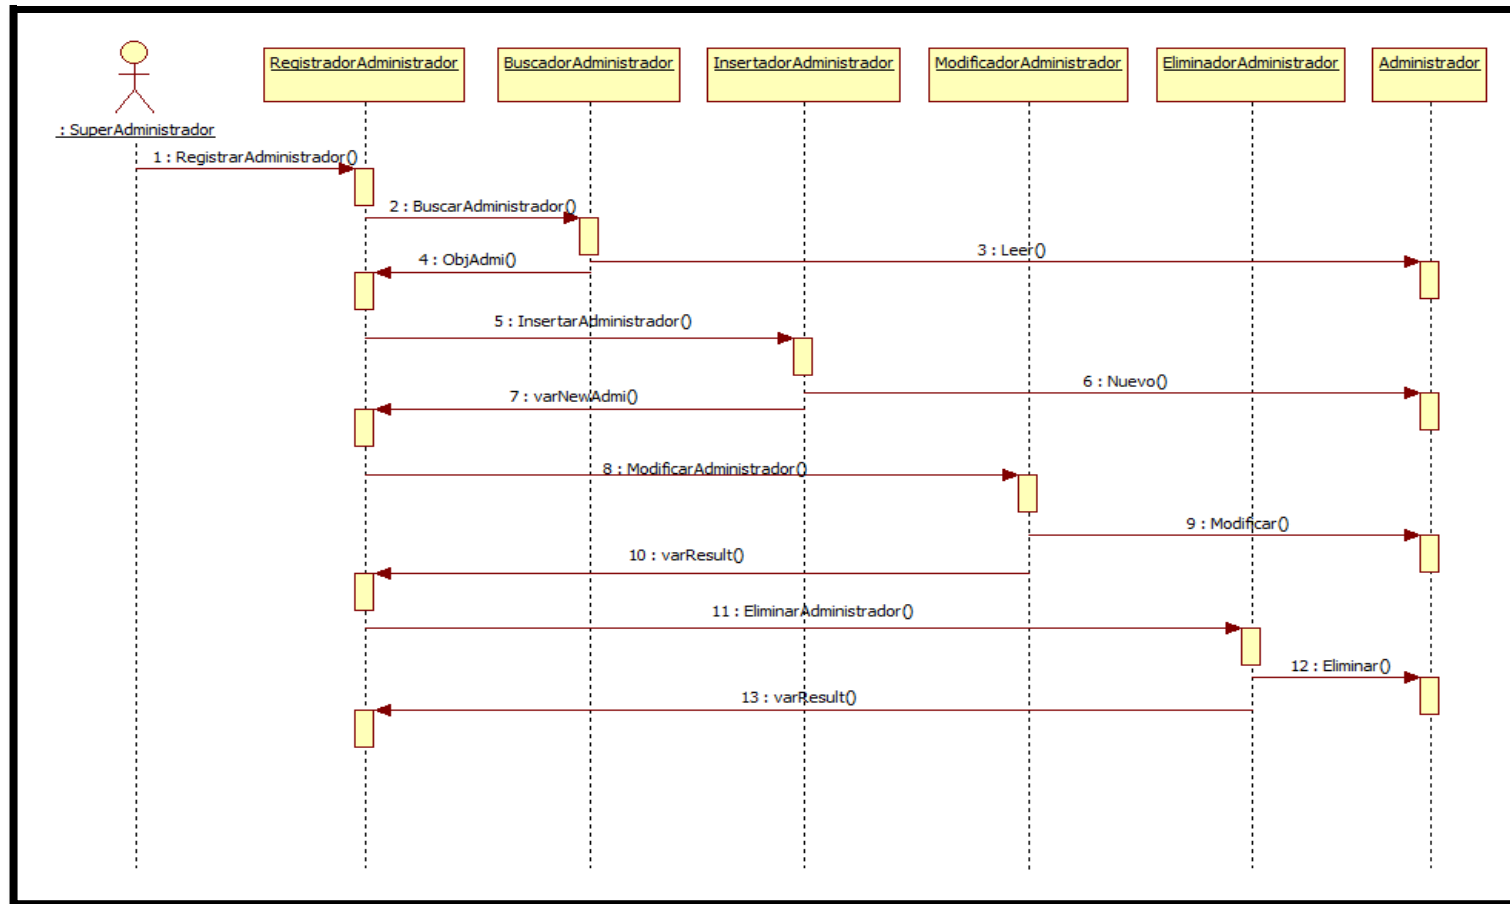 RegistradorAdministrador
BuscadorAdministrador
InsertadorAdministrador
ModificadorAdministrador
EliminadorAdministrador
Administrador
: SuperAdministrador
1 : RegistrarAdministrador()
2 : BuscarAdministrador()
3 : Leer()
4 : ObjAdmi()
5 : InsertarAdministrador()
6 : Nuevo()
7 : varNewAdmi()
8 : ModificarAdministrador()
9 : Modificar()
10 : varResult()
11 : EliminarAdministrador()
12 : Eliminar()
13 : varResult()